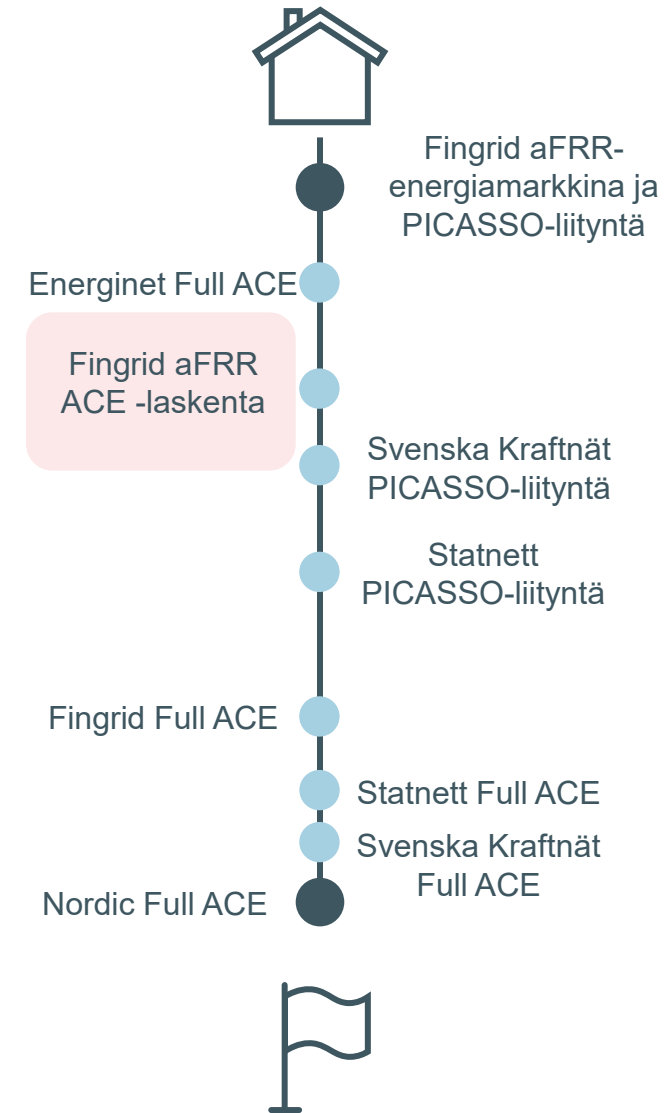 Fingrid aFRR-
energiamarkkina ja
PICASSO-liityntä
Energinet Full ACE
Fingrid aFRR
ACE -laskenta
Svenska Kraftnät
PICASSO-liityntä
Statnett
PICASSO-liityntä
Fingrid Full ACE
Statnett Full ACE
Svenska Kraftnät
Full ACE
Nordic Full ACE